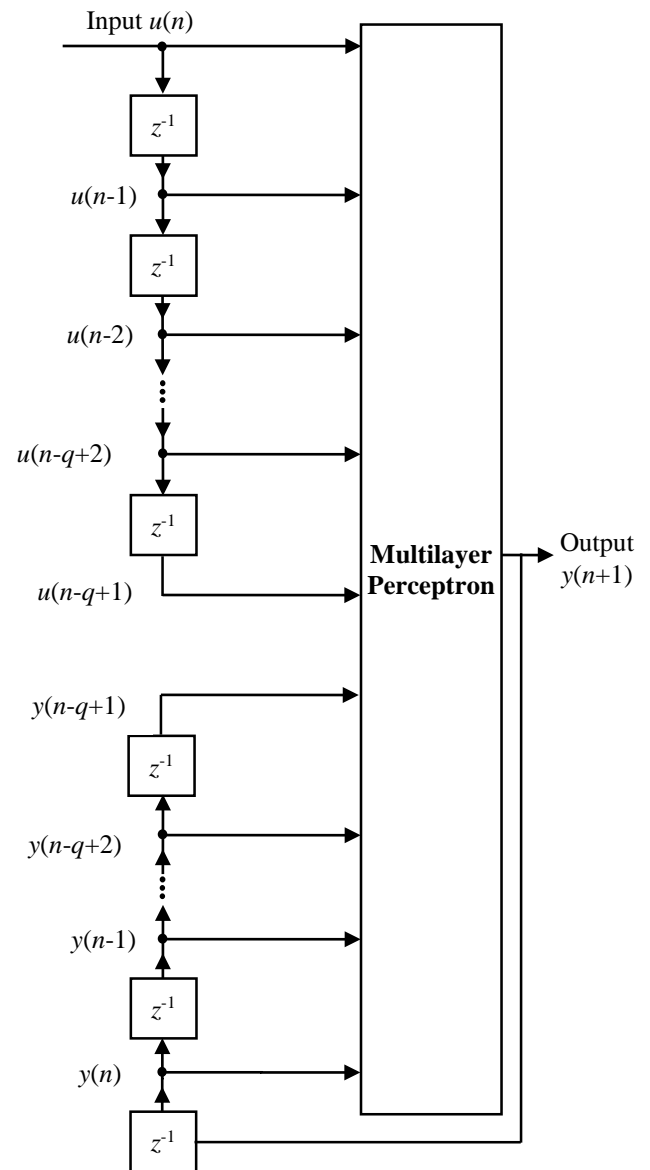 Input u(n)
z⁻¹
u(n-1)
z⁻¹
u(n-2)
u(n-q+2)
z⁻¹
u(n-q+1)
Multilayer
Perceptron
Output
y(n+1)
y(n-q+1)
z⁻¹
y(n-q+2)
y(n-1)
z⁻¹
y(n)
z⁻¹